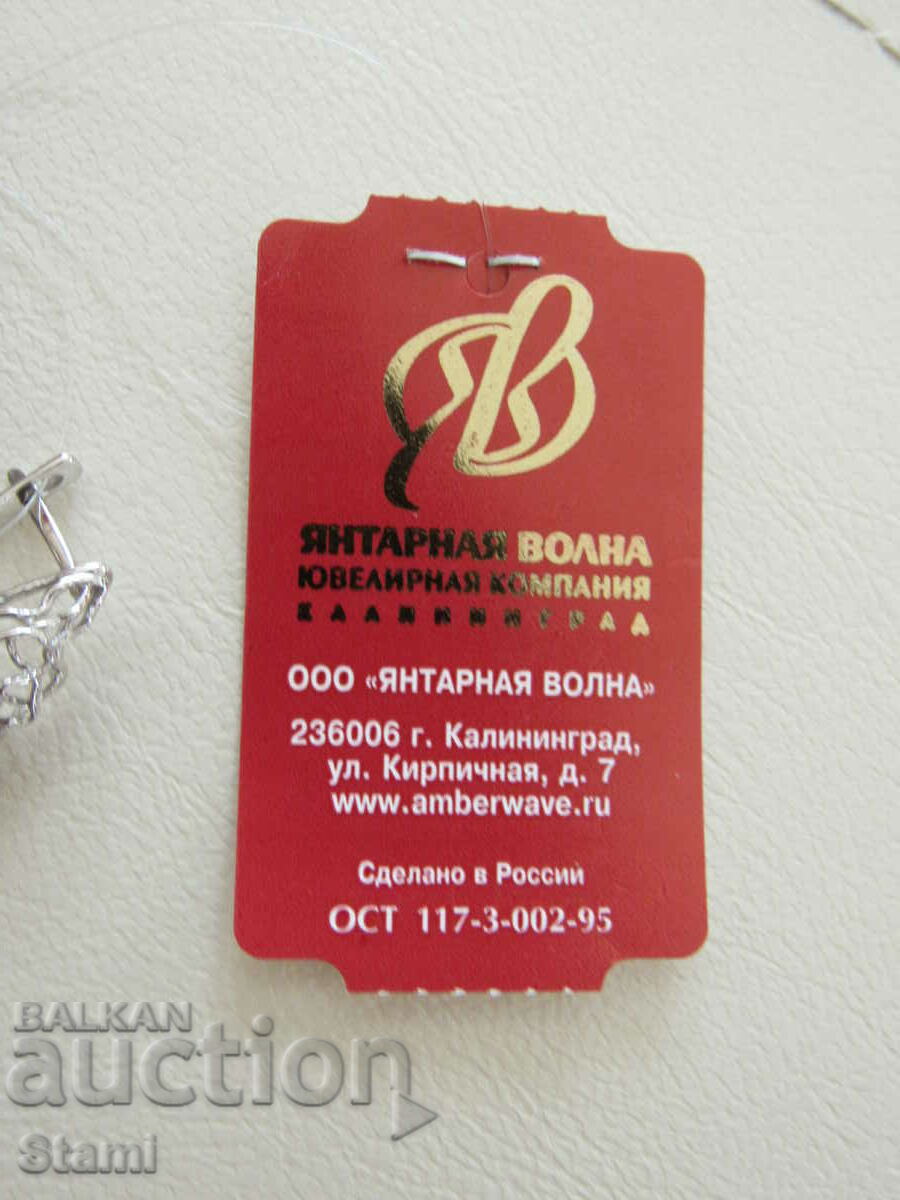 ЯВ
ЯНТАРНАЯ ВОЛНА
ЮВЕЛИРНАЯ КОМПАНИЯ
КАЛИНИНГРАД
ООО «ЯНТАРНАЯ ВОЛНА»
236006 г. Калининград,
ул. Кирпичная, д. 7
www.amberwave.ru
Сделано в России
ОСТ 117-3-002-95
BALKAN
auction
Stami